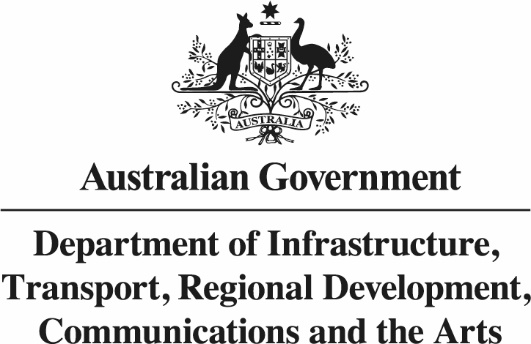 AUSTRALIA
Australian Government
Department of Infrastructure,
Transport, Regional Development,
Communications and the Arts